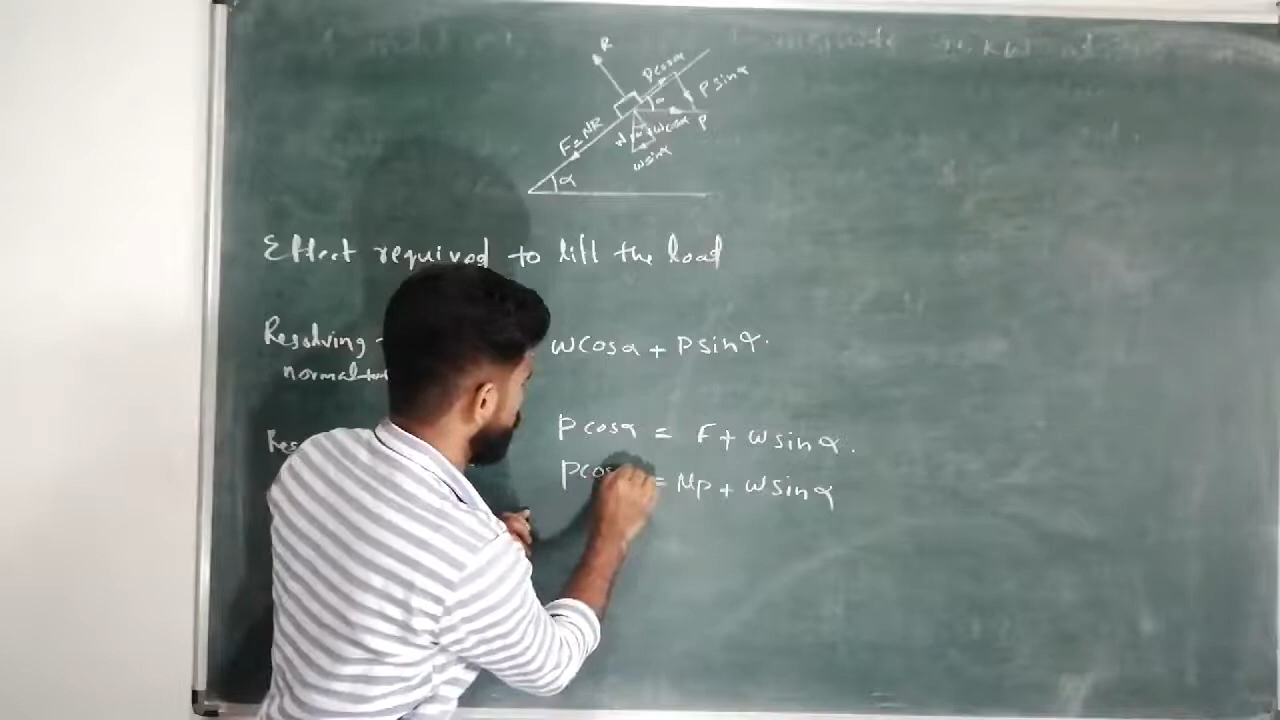 R
Pcosα
Psinα
P
F=μR
wcosα
wsinα
α
Effort required to lift the load
Resolving wcosα + Psinα.
normal
Pcosα = F + wsinα.
Pcos = μp + wsinα